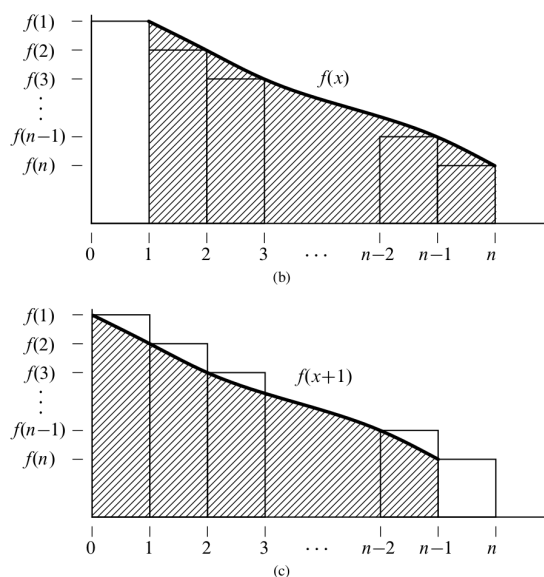 f(1)
f(2)
f(3)
f(x)
⋮
f(n−1)
f(n)
0 1 2 3 ⋯ n−2 n−1 n
(b)
f(1)
f(2)
f(3)
f(x+1)
⋮
f(n−1)
f(n)
0 1 2 3 ⋯ n−2 n−1 n
(c)